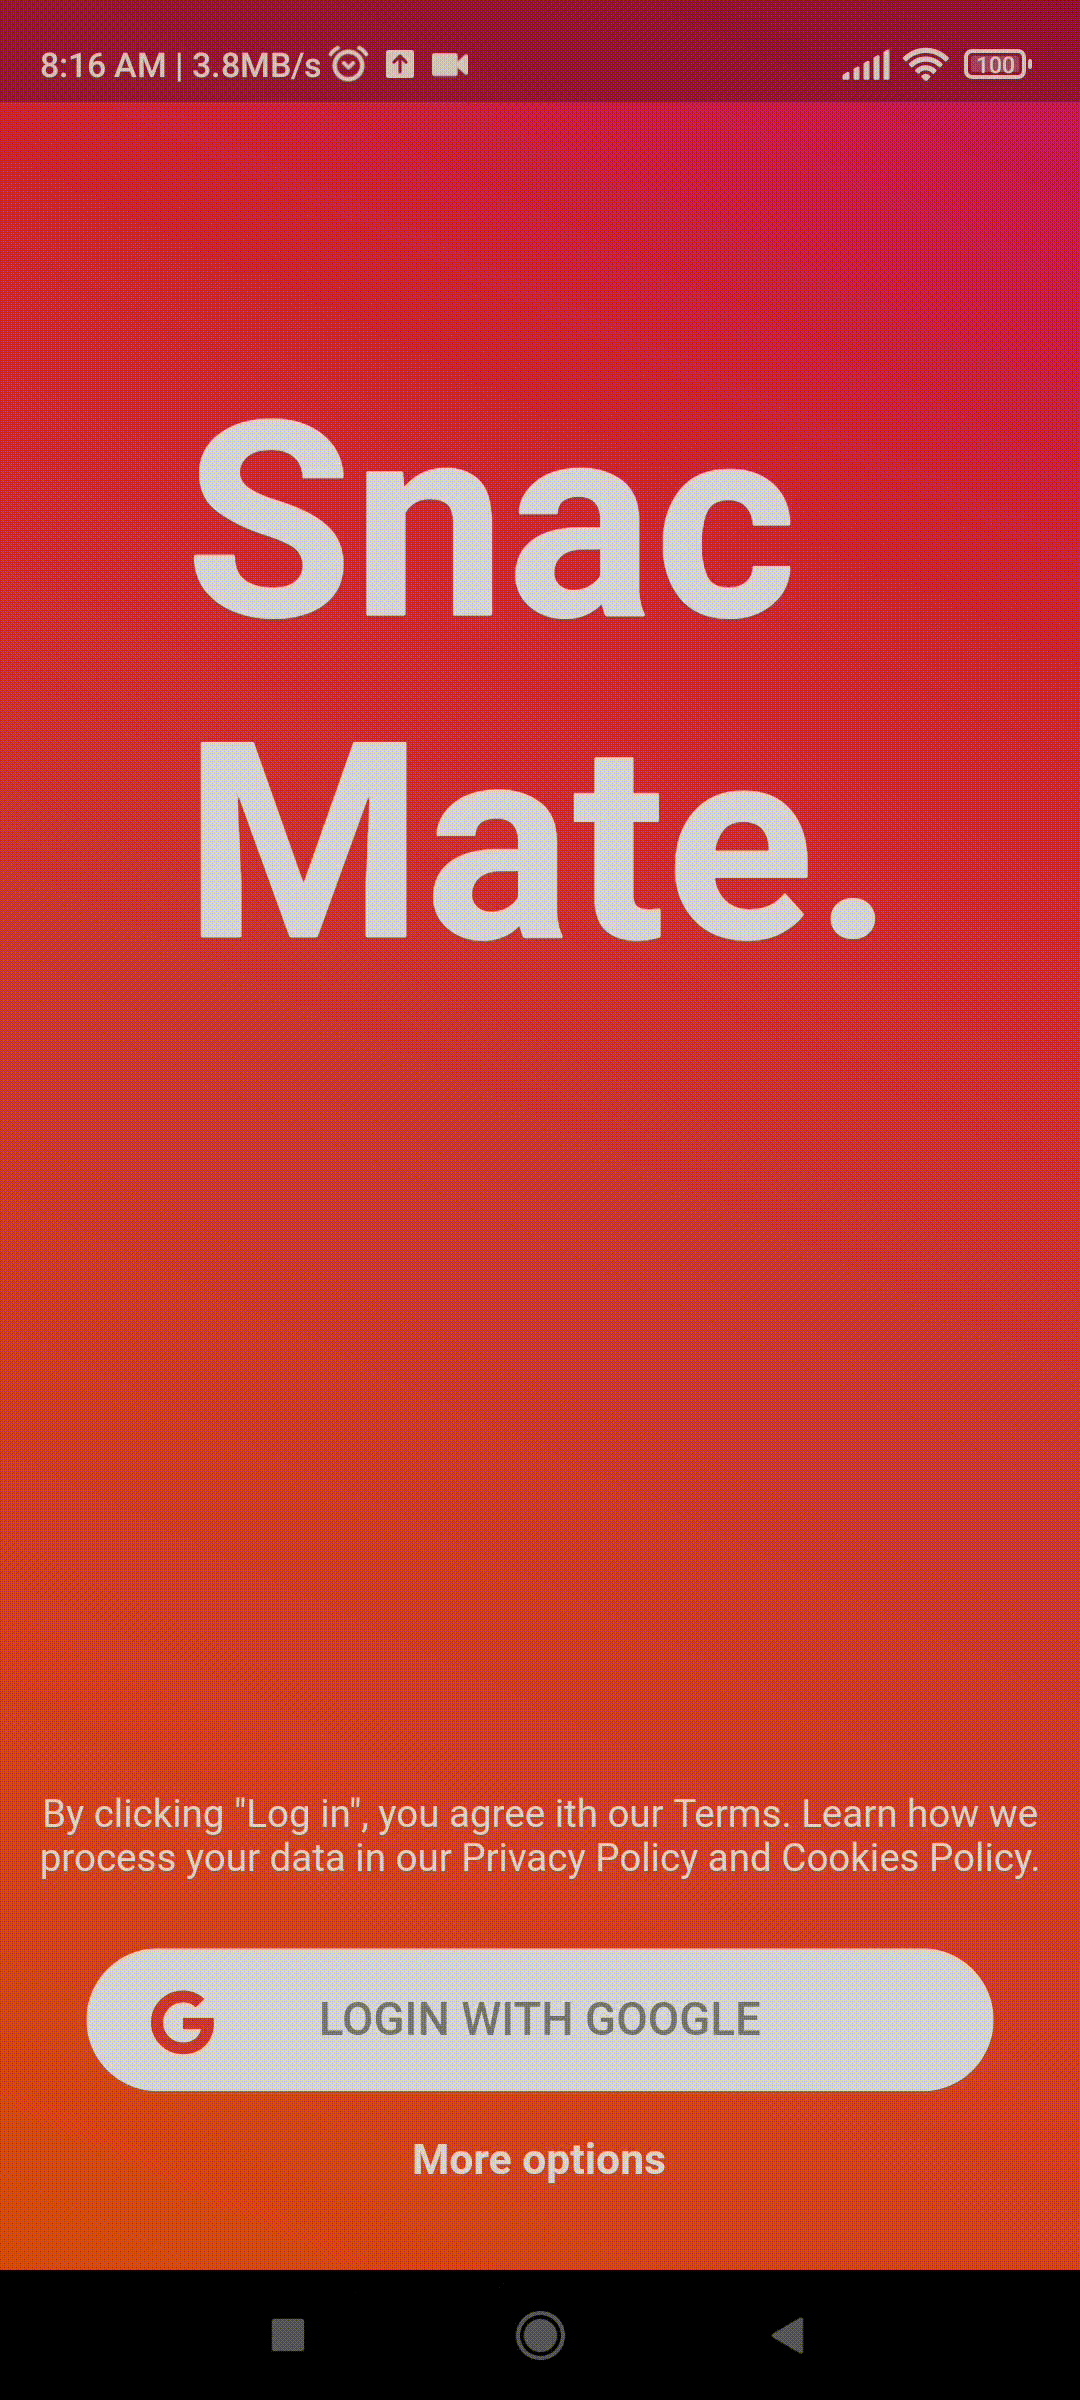 8:16 AM | 3.8MB/s 100
Snac
Mate.
By clicking "Log in", you agree ith our Terms. Learn how we
process your data in our Privacy Policy and Cookies Policy.
G LOGIN WITH GOOGLE
More options